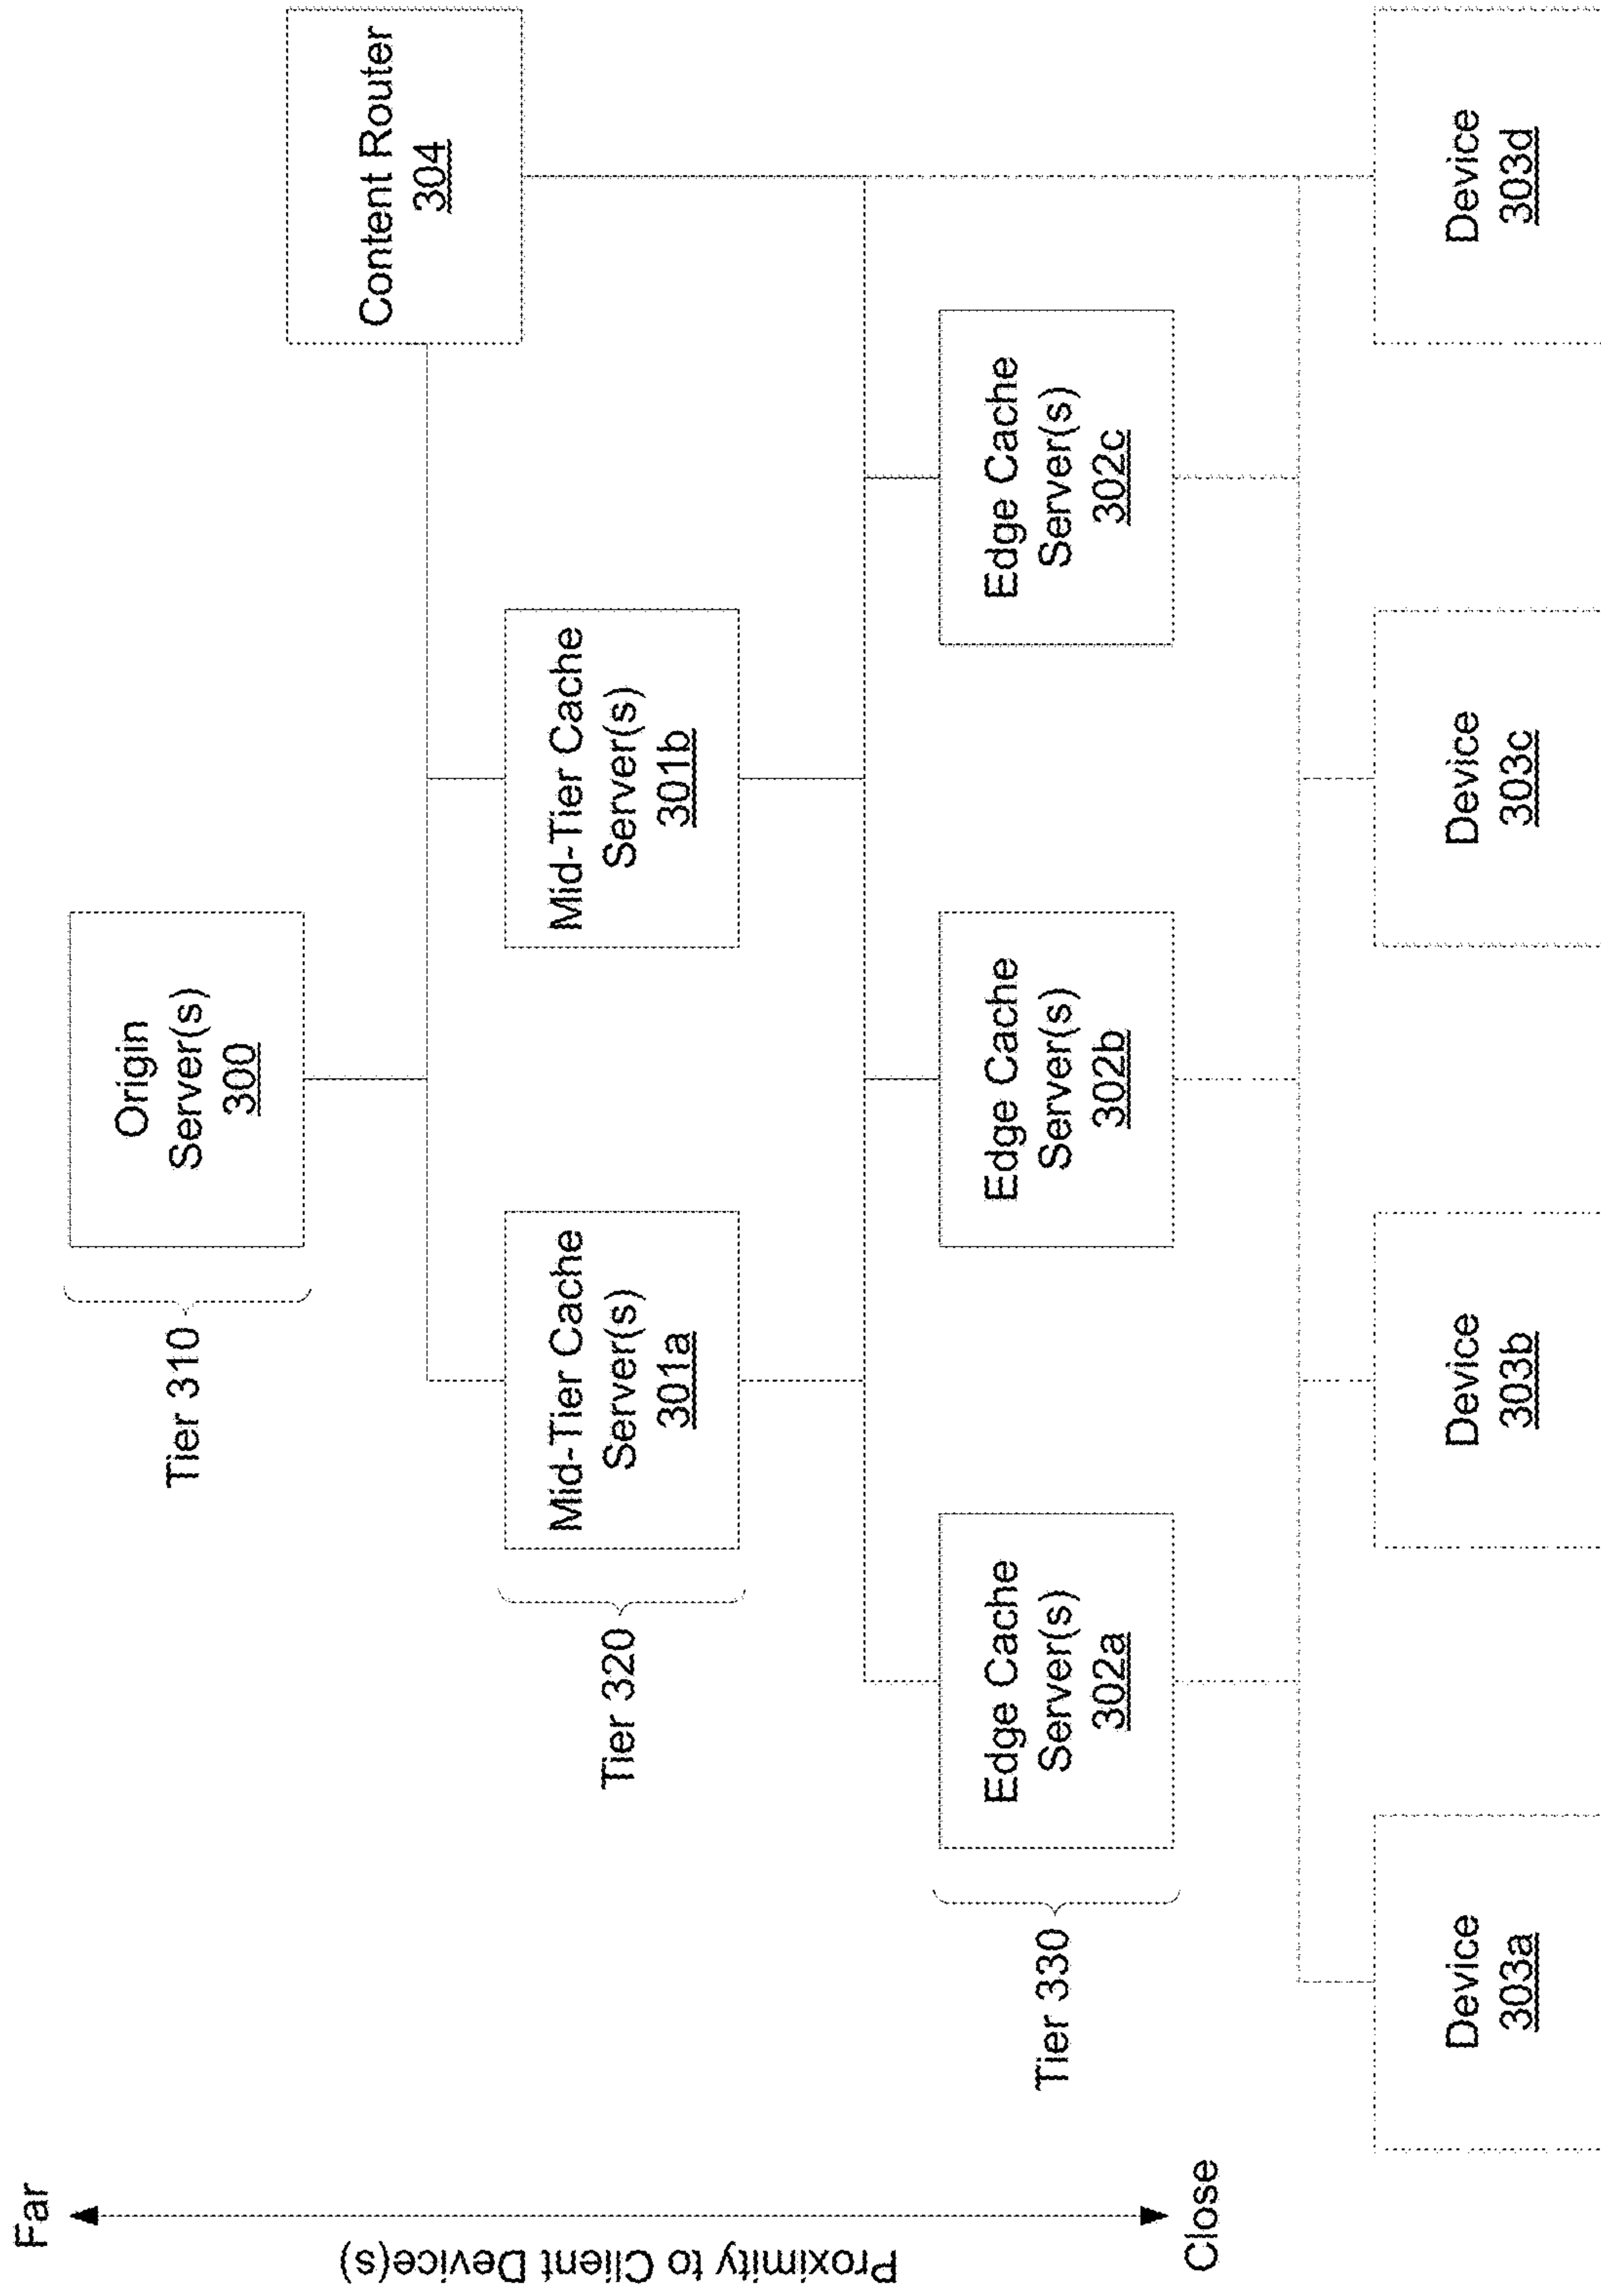 Far
Proximity to Client Device(s)
Close
Tier 310
Origin
Server(s)
300
Content Router
304
Tier 320
Mid-Tier Cache
Server(s)
301a
Mid-Tier Cache
Server(s)
301b
Tier 330
Edge Cache
Server(s)
302a
Edge Cache
Server(s)
302b
Edge Cache
Server(s)
302c
Device
303a
Device
303b
Device
303c
Device
303d